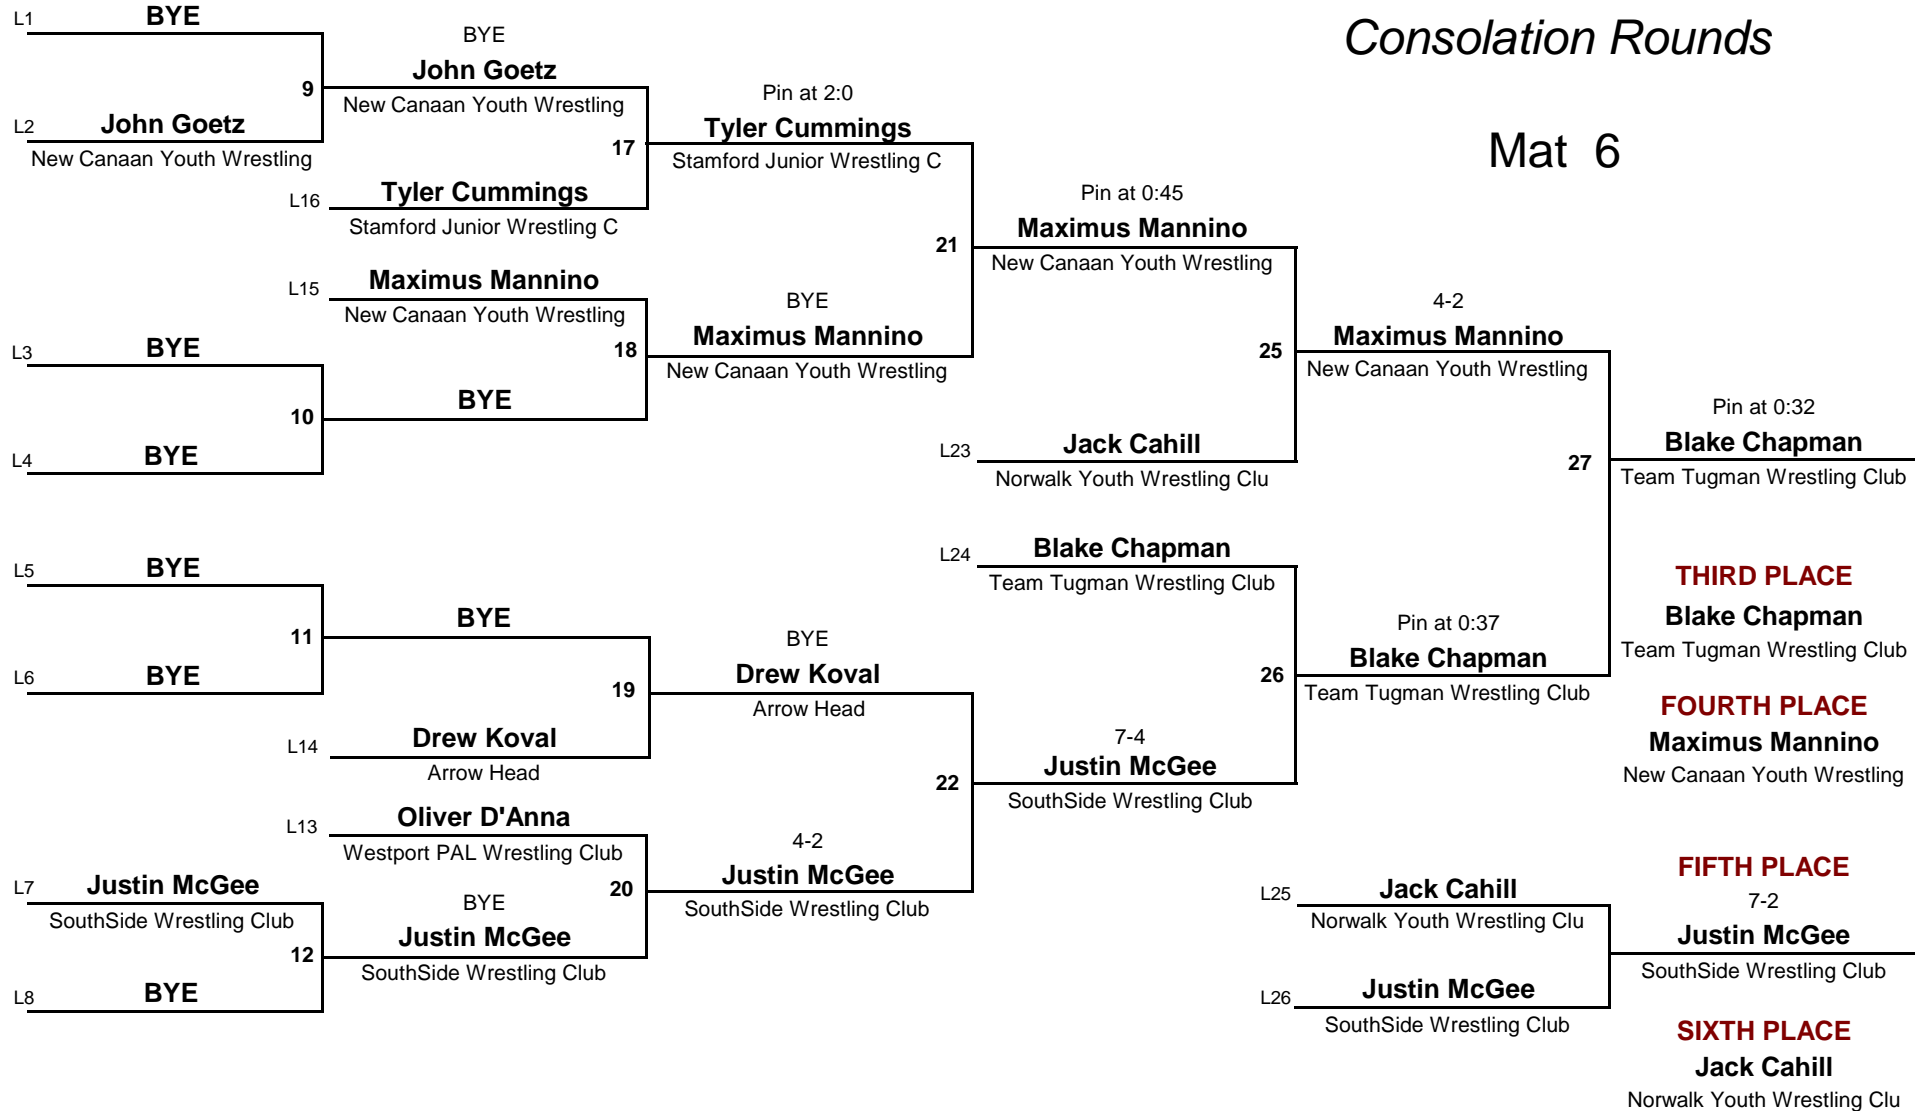 Consolation Rounds
Mat 6
L1 BYE
9
L2 John Goetz
New Canaan Youth Wrestling
L3 BYE
10
L4 BYE
L5 BYE
11
L6 BYE
L7 Justin McGee
SouthSide Wrestling Club
12
L8 BYE
BYE
John Goetz
New Canaan Youth Wrestling
17
L16 Tyler Cummings
Stamford Junior Wrestling C
L15 Maximus Mannino
New Canaan Youth Wrestling
18
BYE
BYE
19
L14 Drew Koval
Arrow Head
L13 Oliver D'Anna
Westport PAL Wrestling Club
20
BYE
Justin McGee
SouthSide Wrestling Club
Pin at 2:0
Tyler Cummings
Stamford Junior Wrestling C
21
BYE
Maximus Mannino
New Canaan Youth Wrestling
BYE
Drew Koval
Arrow Head
22
4-2
Justin McGee
SouthSide Wrestling Club
Pin at 0:45
Maximus Mannino
New Canaan Youth Wrestling
25
L23 Jack Cahill
Norwalk Youth Wrestling Clu
L24 Blake Chapman
Team Tugman Wrestling Club
26
7-4
Justin McGee
SouthSide Wrestling Club
4-2
Maximus Mannino
New Canaan Youth Wrestling
27
Pin at 0:37
Blake Chapman
Team Tugman Wrestling Club
L25 Jack Cahill
Norwalk Youth Wrestling Clu
L26 Justin McGee
SouthSide Wrestling Club
Pin at 0:32
Blake Chapman
Team Tugman Wrestling Club
THIRD PLACE
Blake Chapman
Team Tugman Wrestling Club
FOURTH PLACE
Maximus Mannino
New Canaan Youth Wrestling
FIFTH PLACE
7-2
Justin McGee
SouthSide Wrestling Club
SIXTH PLACE
Jack Cahill
Norwalk Youth Wrestling Clu